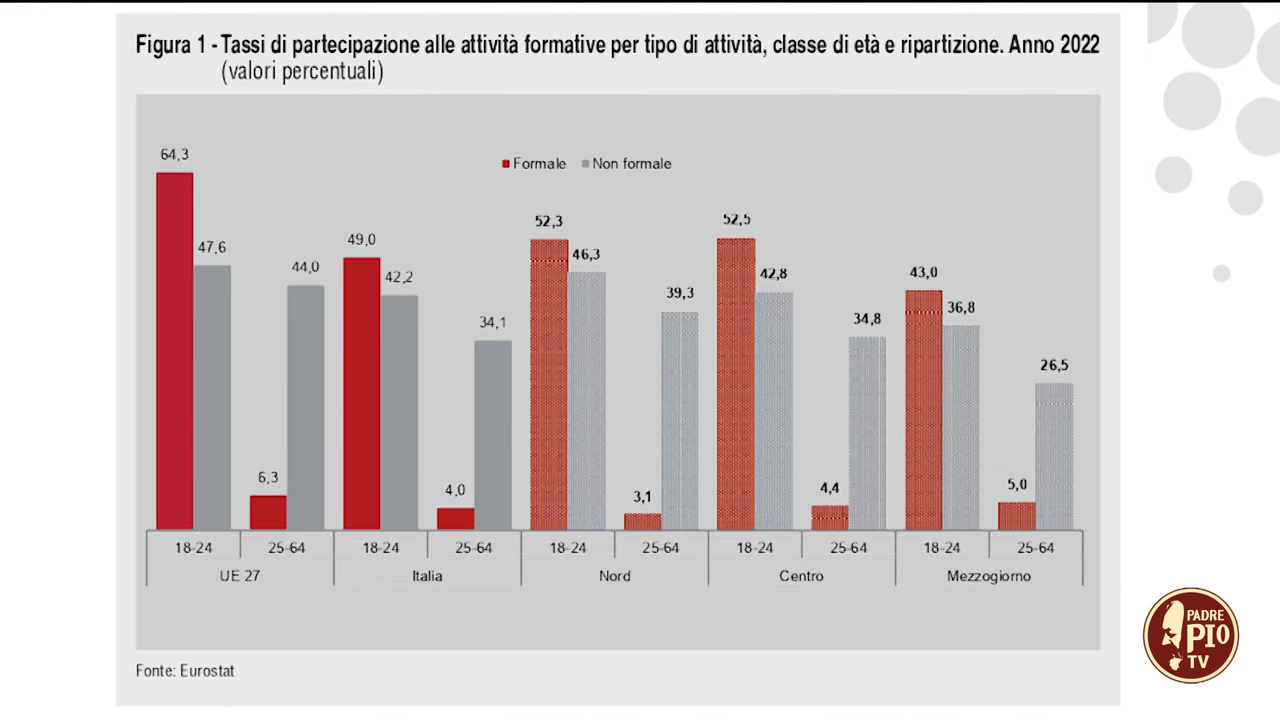 Figura 1 - Tassi di partecipazione alle attività formative per tipo di attività, classe di età e ripartizione. Anno 2022
(valori percentuali)
Formale Non formale
64,3
47,6
6,3
44,0
49,0
42,2
4,0
34,1
52,3
46,3
3,1
39,3
52,5
42,8
4,4
34,8
43,0
36,8
5,0
26,5
18-24 25-64 18-24 25-64 18-24 25-64 18-24 25-64 18-24 25-64
UE 27 Italia Nord Centro Mezzogiorno
Fonte: Eurostat
PADRE
PIO
TV